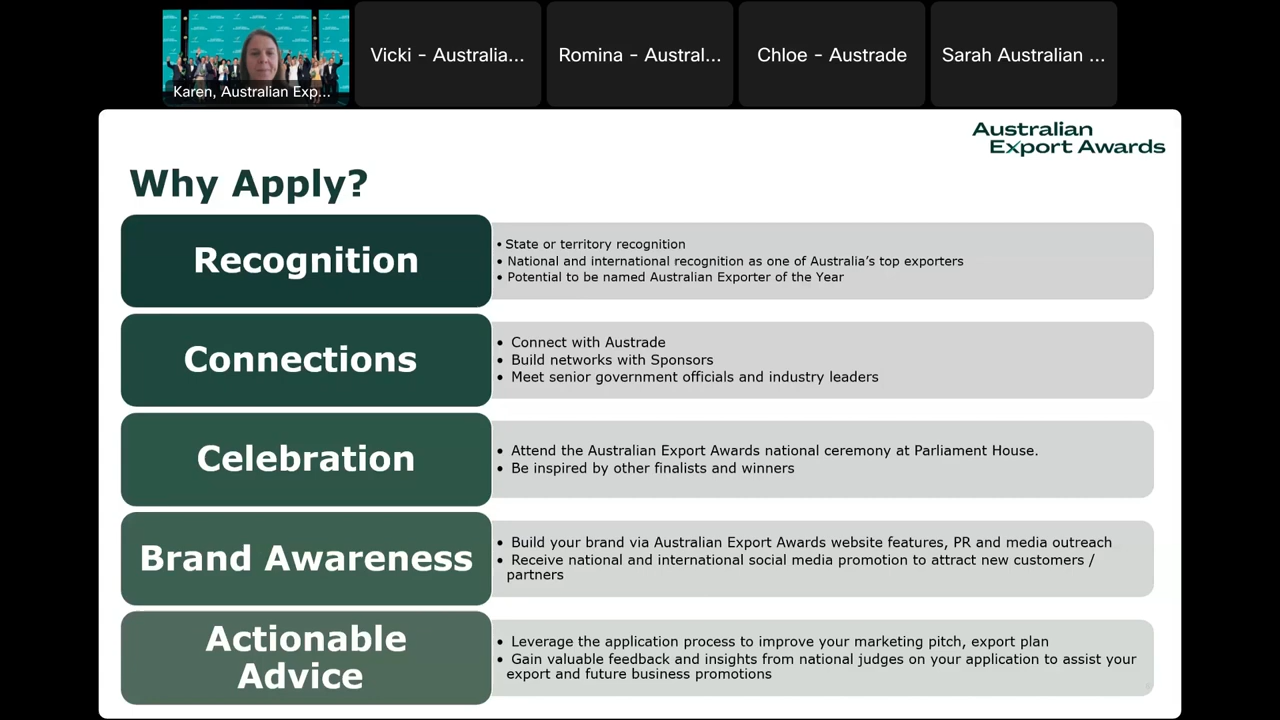 Karen, Australian Exp...
Vicki - Australia...
Romina - Austral...
Chloe - Austrade
Sarah Australian ...
Australian
Export Awards
Why Apply?
Recognition
• State or territory recognition
• National and international recognition as one of Australia’s top exporters
• Potential to be named Australian Exporter of the Year
Connections
• Connect with Austrade
• Build networks with Sponsors
• Meet senior government officials and industry leaders
Celebration
• Attend the Australian Export Awards national ceremony at Parliament House.
• Be inspired by other finalists and winners
Brand Awareness
• Build your brand via Australian Export Awards website features, PR and media outreach
• Receive national and international social media promotion to attract new customers /
partners
Actionable
Advice
• Leverage the application process to improve your marketing pitch, export plan
• Gain valuable feedback and insights from national judges on your application to assist your
export and future business promotions